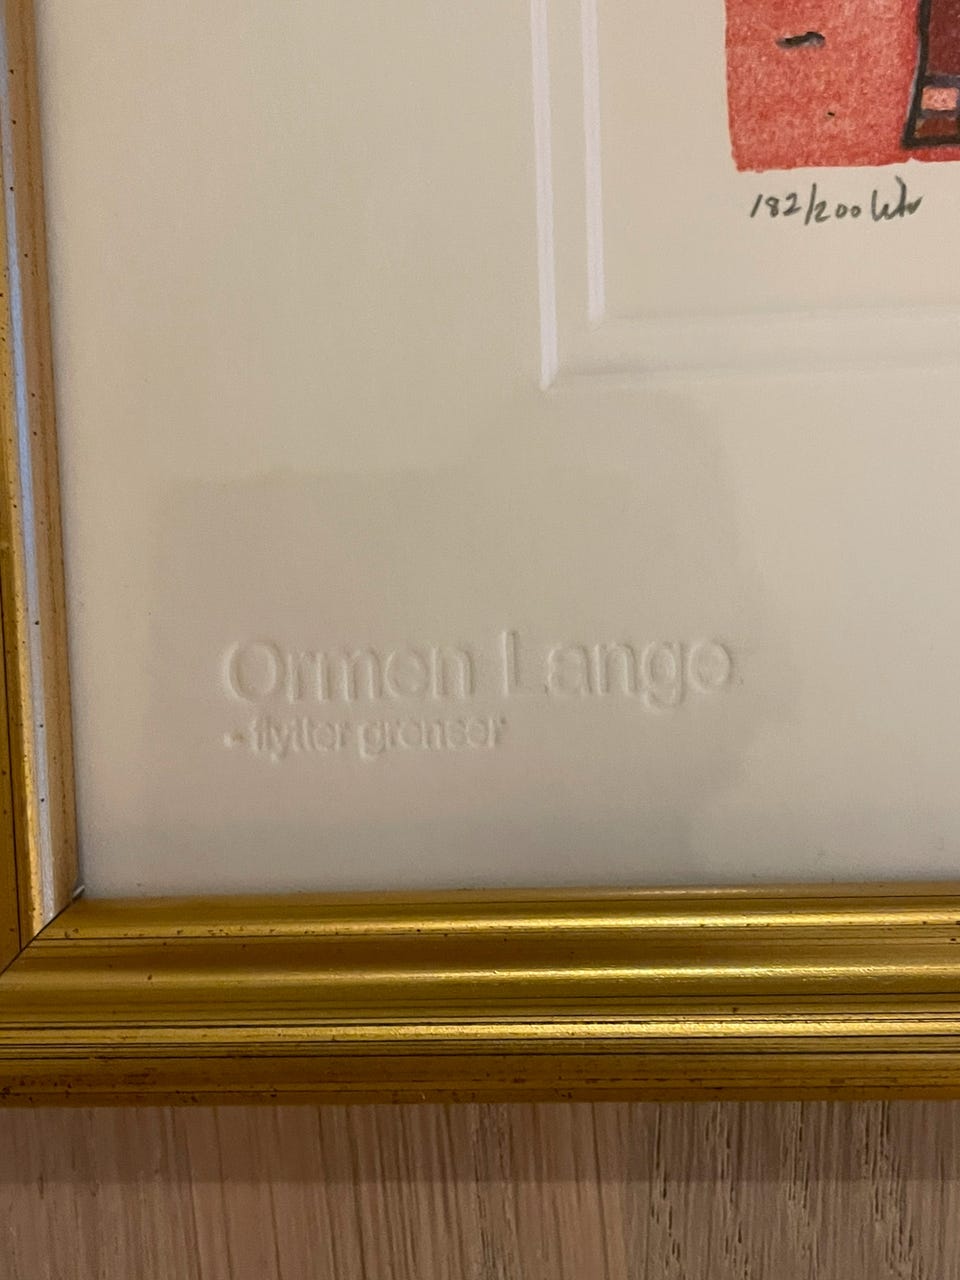 182/200
Ormen Lange
- flytter grenser